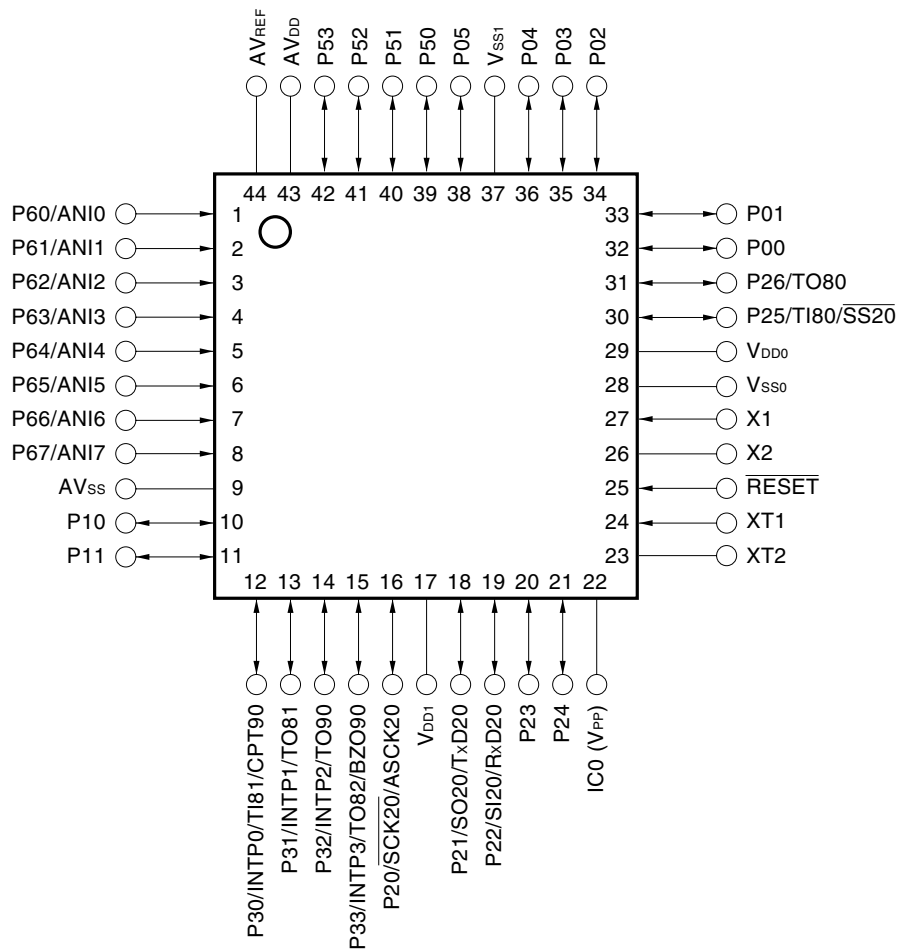 AVREF
AVDD
P53
P52
P51
P50
P05
VSS1
P04
P03
P02
44 43 42 41 40 39 38 37 36 35 34
P60/ANI0 1
P61/ANI1 2
P62/ANI2 3
P63/ANI3 4
P64/ANI4 5
P65/ANI5 6
P66/ANI6 7
P67/ANI7 8
AVSS 9
P10 10
P11 11
33 P01
32 P00
31 P26/TO80
30 P25/TI80/SS20
29 VDD0
28 VSS0
27 X1
26 X2
25 RESET
24 XT1
23 XT2
12 13 14 15 16 17 18 19 20 21 22
P30/INTP0/TI81/CPT90
P31/INTP1/TO81
P32/INTP2/TO90
P33/INTP3/TO82/BZO90
P20/SCK20/ASCK20
VDD1
P21/SO20/TxD20
P22/SI20/RxD20
P23
P24
IC0 (VPP)